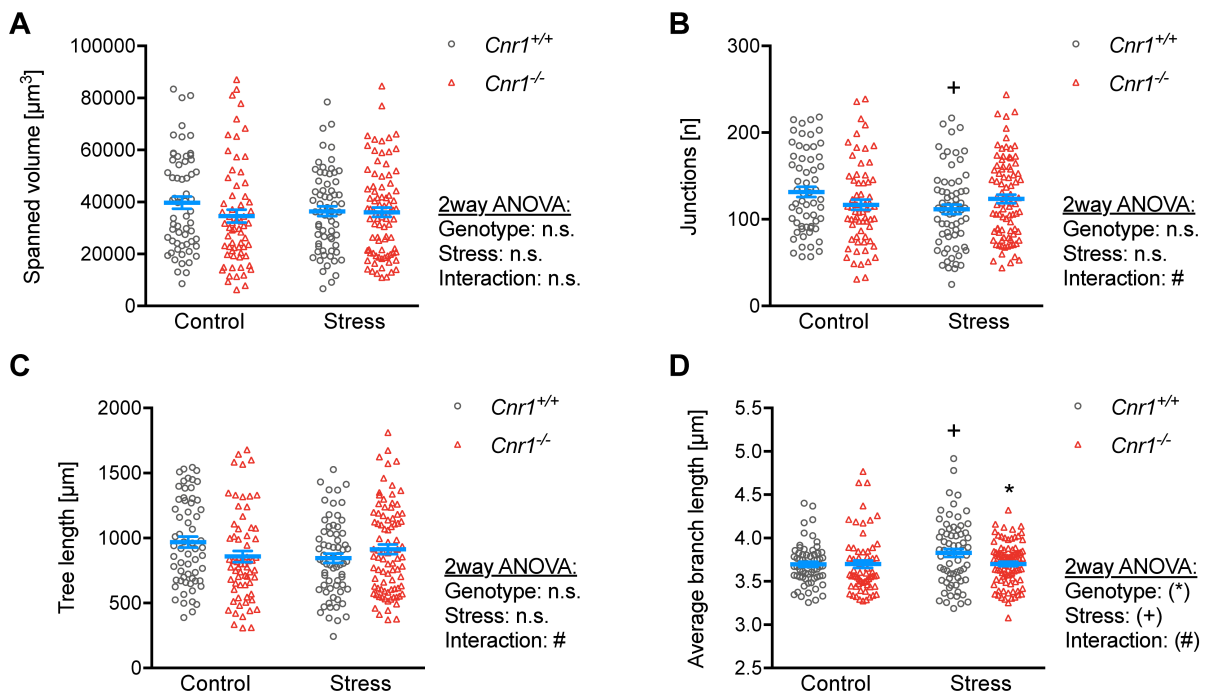 A
Spanned volume [µm³]
100000
80000
60000
40000
20000
0
Control
Stress
Cnr1+/+
Cnr1-/-
2way ANOVA:
Genotype: n.s.
Stress: n.s.
Interaction: n.s.
B
Junctions [n]
300
200
100
0
+
Control
Stress
Cnr1+/+
Cnr1-/-
2way ANOVA:
Genotype: n.s.
Stress: n.s.
Interaction: #
C
Tree length [µm]
2000
1500
1000
500
0
Control
Stress
Cnr1+/+
Cnr1-/-
2way ANOVA:
Genotype: n.s.
Stress: n.s.
Interaction: #
D
Average branch length [µm]
5.5
5.0
4.5
4.0
3.5
3.0
2.5
+
*
Control
Stress
Cnr1+/+
Cnr1-/-
2way ANOVA:
Genotype: (*)
Stress: (+)
Interaction: (#)